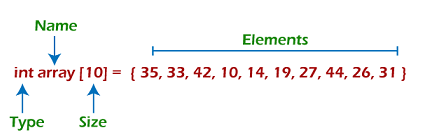 Name
Elements
int array [10] = { 35, 33, 42, 10, 14, 19, 27, 44, 26, 31 }
Type Size